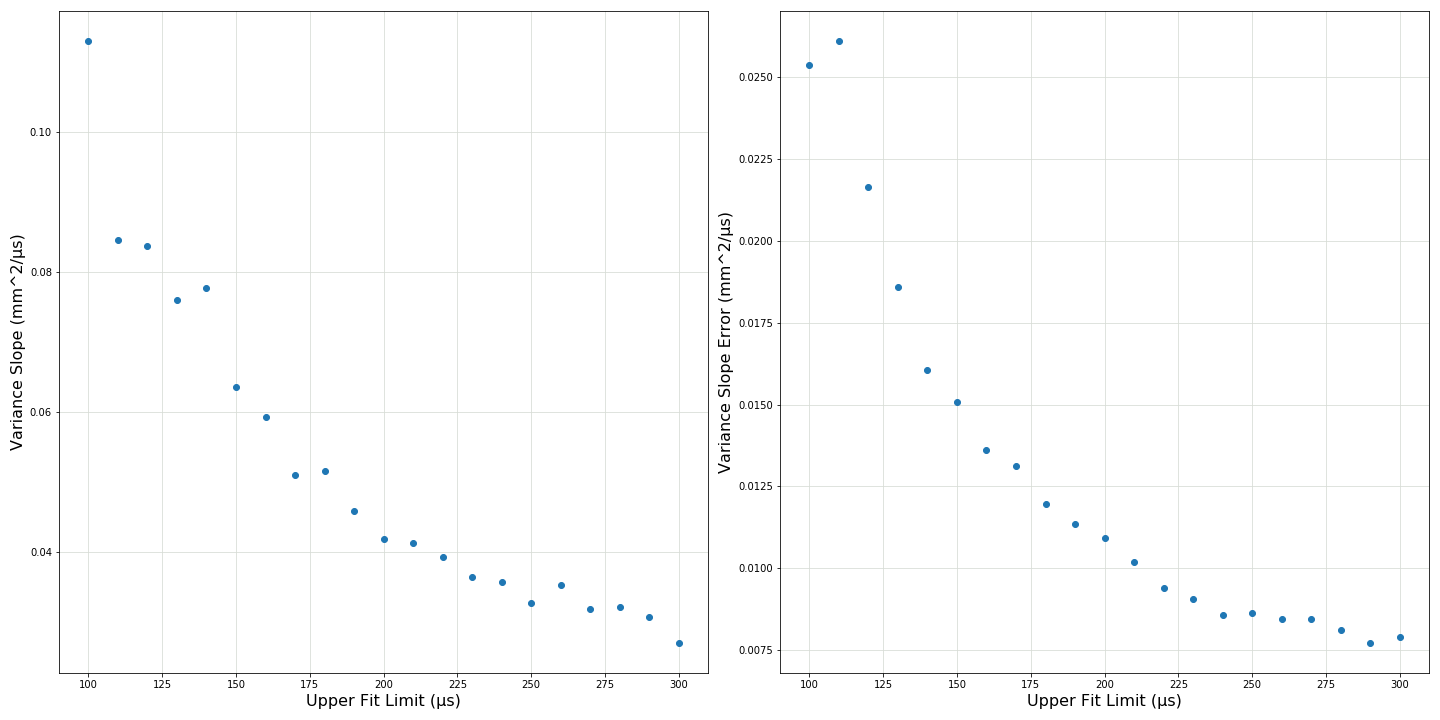 Variance Slope (mm^2/μs)
0.10
0.08
0.06
0.04
100 125 150 175 200 225 250 275 300
Upper Fit Limit (μs)
Variance Slope Error (mm^2/μs)
0.0250
0.0225
0.0200
0.0175
0.0150
0.0125
0.0100
0.0075
100 125 150 175 200 225 250 275 300
Upper Fit Limit (μs)